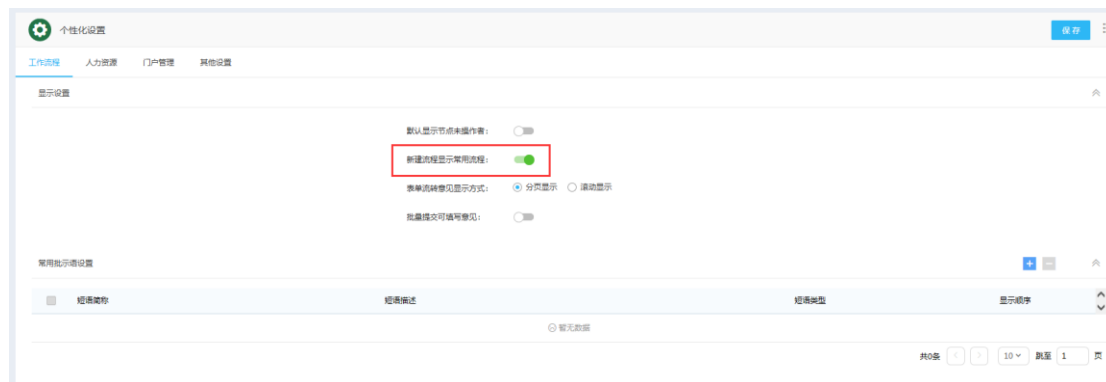 个性化设置
保存
工作流程 人力资源 门户管理 其他设置
显示设置
默认显示节点未操作者：
新建流程显示常用流程：
表单流转意见显示方式： 分页显示 滚动显示
批量提交可填写意见：
常用批示语设置
短语简称 短语描述 短语类型 显示顺序
暂无数据
共0条 10 跳至 1 页